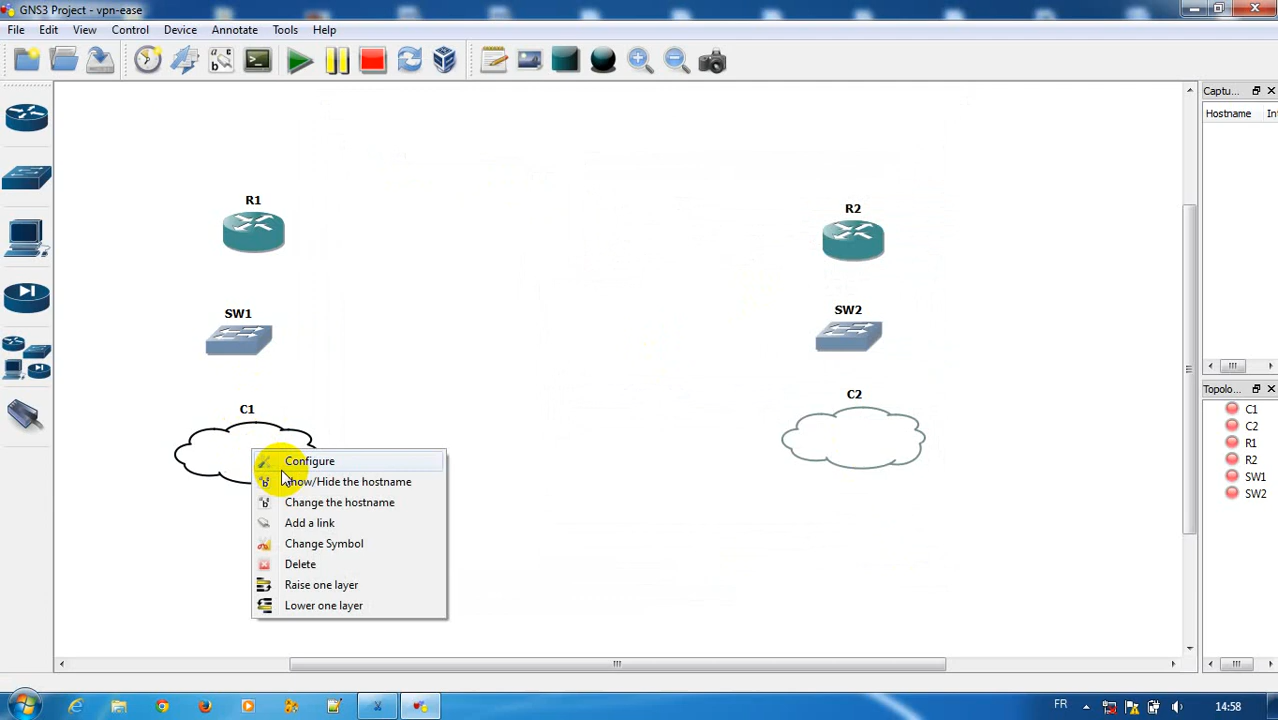 GNS3 Project - vpn-ease
File Edit View Control Device Annotate Tools Help
Captu...
Hostname In
R1
R2
SW1
SW2
C1
C2
Configure
Show/Hide the hostname
Change the hostname
Add a link
Change Symbol
Delete
Raise one layer
Lower one layer
Topolo...
C1
C2
R1
R2
SW1
SW2
FR
14:58